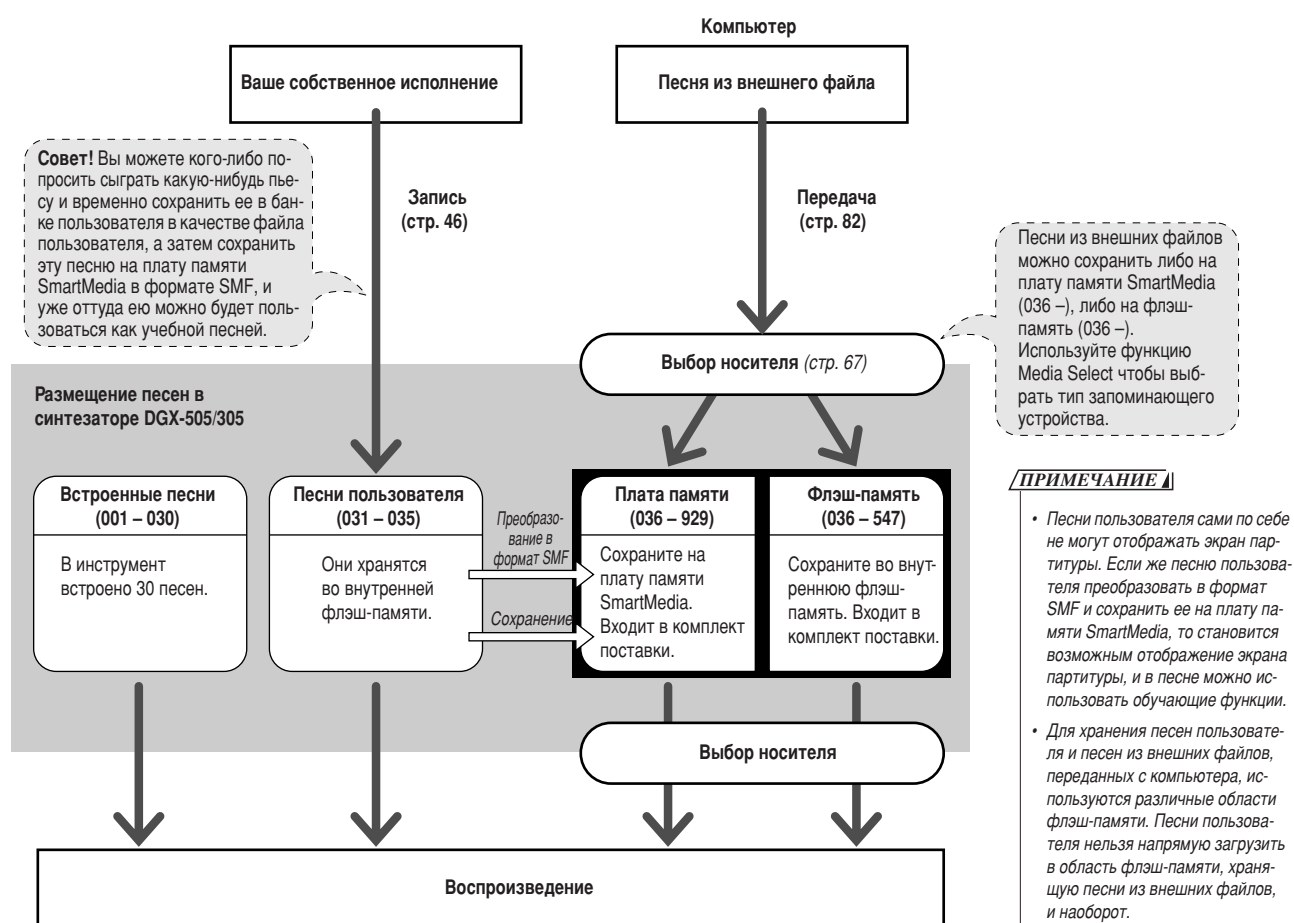 Компьютер
Ваше собственное исполнение
Песня из внешнего файла
Совет! Вы можете кого-либо по-
просить сыграть какую-нибудь пье-
су и временно сохранить ее в бан-
ке пользователя в качестве файла
пользователя, а затем сохранить
эту песню на плату памяти
SmartMedia в формате SMF, и
уже оттуда ею можно будет поль-
зоваться как учебной песней.
Запись
(стр. 46)
Передача
(стр. 82)
Песни из внешних файлов
можно сохранить либо на
плату памяти SmartMedia
(036 –), либо на флэш-
память (036 –).
Используйте функцию
Media Select чтобы выб-
рать тип запоминающего
устройства.
Выбор носителя (стр. 67)
Размещение песен в
синтезаторе DGX-505/305
Встроенные песни
(001 – 030)
В инструмент
встроено 30 песен.
Песни пользователя
(031 – 035)
Они хранятся
во внутренней
флэш-памяти.
Преобразо-
вание в
формат SMF
Сохранение
Плата памяти
(036 – 929)
Сохраните на
плату памяти
SmartMedia.
Входит в комплект
поставки.
Флэш-память
(036 – 547)
Сохраните во внут-
реннюю флэш-
память. Входит в
комплект поставки.
Выбор носителя
Воспроизведение
ПРИМЕЧАНИЕ
• Песни пользователя сами по себе
не могут отображать экран пар-
титуры. Если же песню пользова-
теля преобразовать в формат
SMF и сохранить ее на плату па-
мяти SmartMedia, то становится
возможным отображение экрана
партитуры, и в песне можно ис-
пользовать обучающие функции.
• Для хранения песен пользовате-
ля и песен из внешних файлов,
переданных с компьютера, ис-
пользуются различные области
флэш-памяти. Песни пользова-
теля нельзя напрямую загрузить
в область флэш-памяти, храня-
щую песни из внешних файлов,
и наоборот.